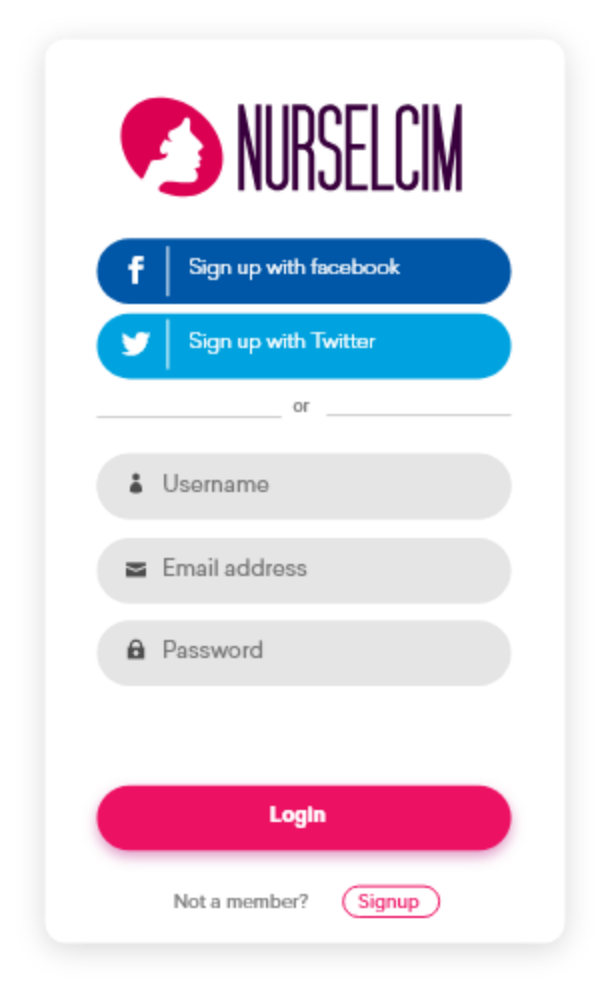 NURSELCIM
Sign up with facebook
Sign up with Twitter
or
Username
Email address
Password
Login
Not a member? Signup